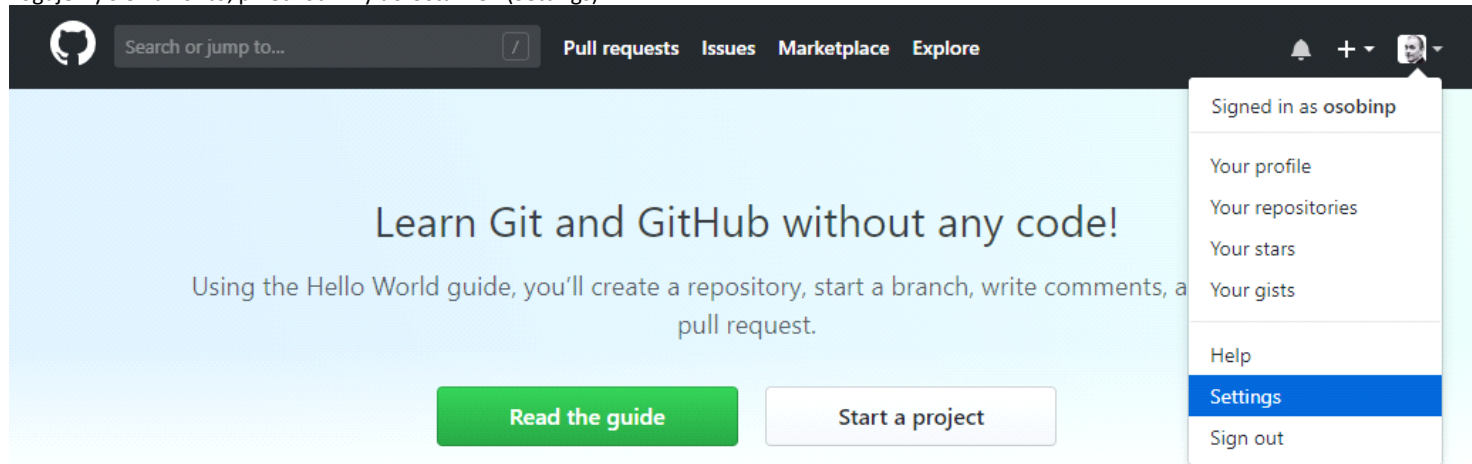 Search or jump to...
/
Pull requests Issues Marketplace Explore
Signed in as osobinp
Your profile
Your repositories
Your stars
Your gists
Help
Settings
Sign out
Learn Git and GitHub without any code!
Using the Hello World guide, you'll create a repository, start a branch, write comments, a
pull request.
Read the guide
Start a project